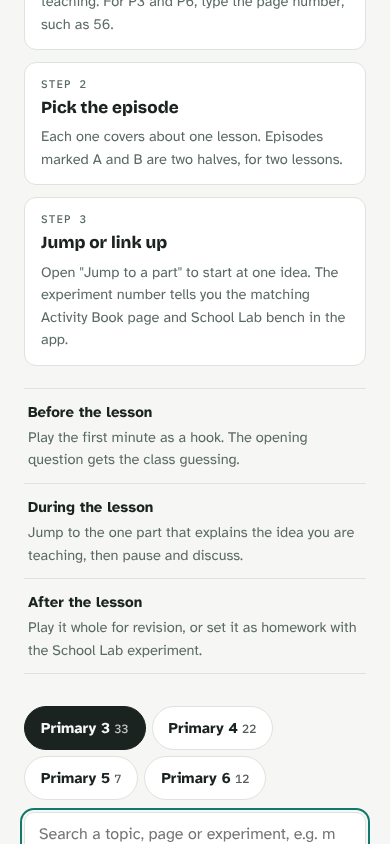 teaching. For P3 and P6, type the page number,
such as 56.
STEP 2
Pick the episode
Each one covers about one lesson. Episodes
marked A and B are two halves, for two lessons.
STEP 3
Jump or link up
Open "Jump to a part" to start at one idea. The
experiment number tells you the matching
Activity Book page and School Lab bench in the
app.
Before the lesson
Play the first minute as a hook. The opening
question gets the class guessing.
During the lesson
Jump to the one part that explains the idea you are
teaching, then pause and discuss.
After the lesson
Play it whole for revision, or set it as homework with
the School Lab experiment.
Primary 3 33
Primary 4 22
Primary 5 7
Primary 6 12
Search a topic, page or experiment, e.g. m